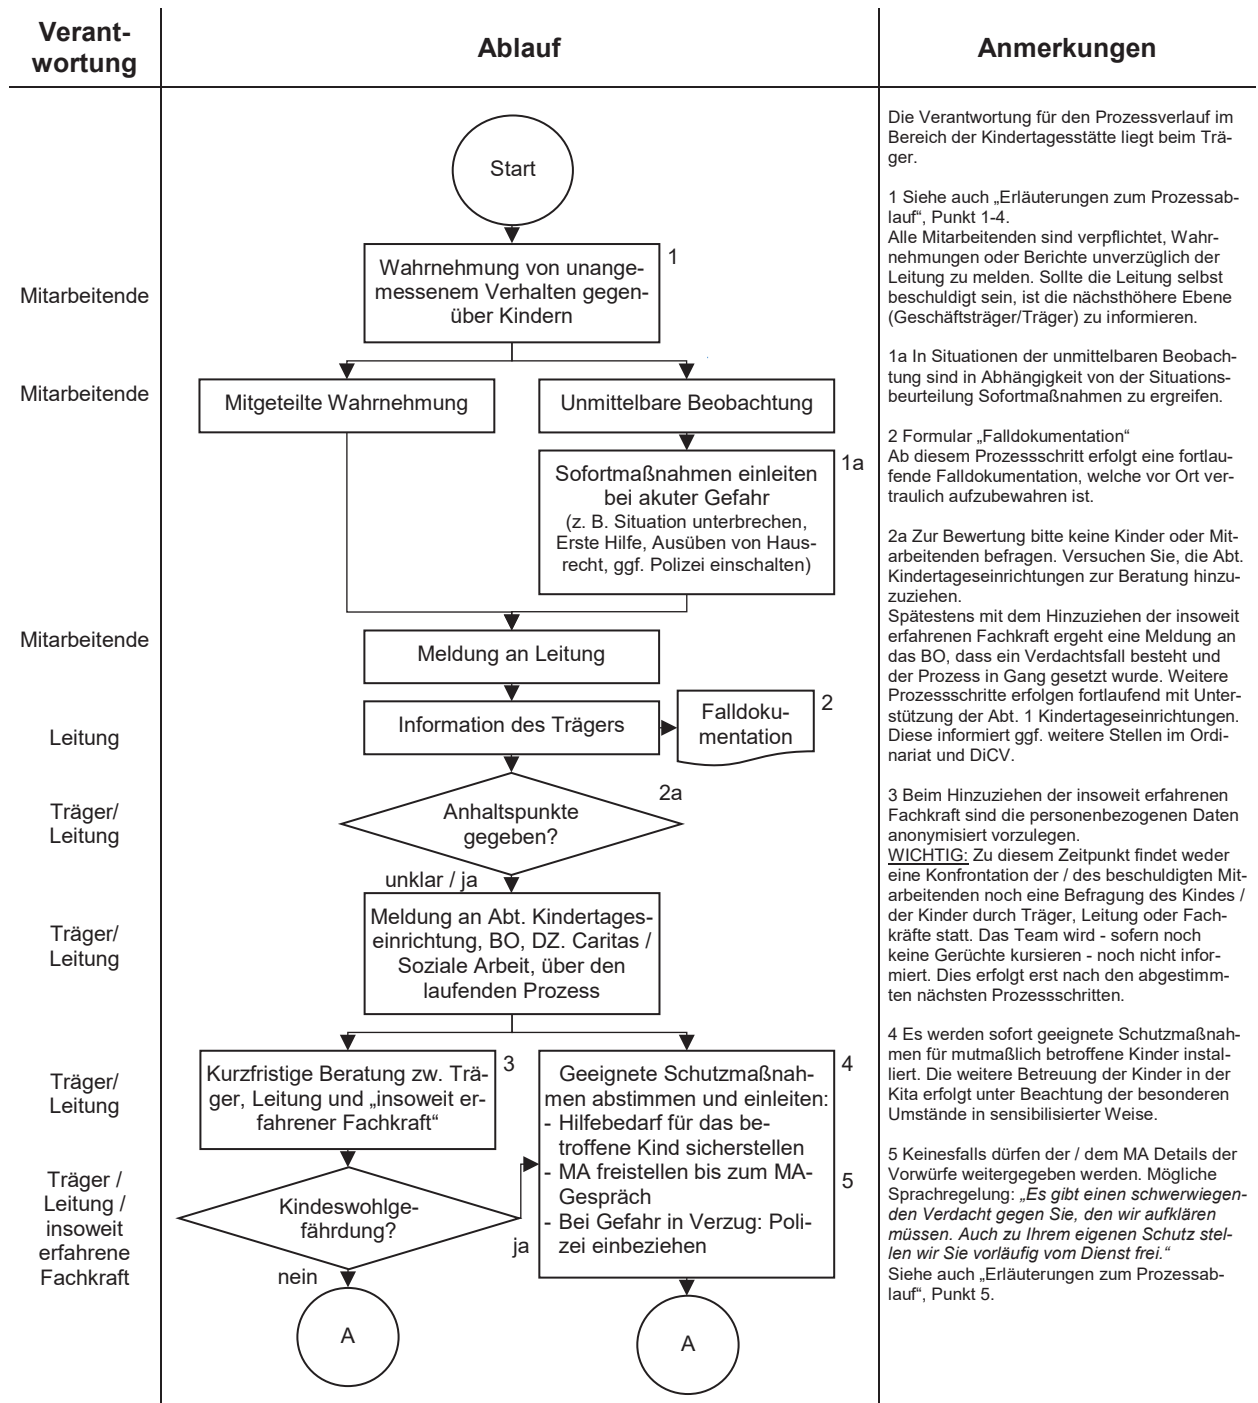 Verant-
wortung
Ablauf
Anmerkungen
Die Verantwortung für den Prozessverlauf im
Bereich der Kindertagesstätte liegt beim Trä-
ger.
Start
1 Siehe auch „Erläuterungen zum Prozessab-
lauf“, Punkt 1-4.
Alle Mitarbeitenden sind verpflichtet, Wahr-
nehmungen oder Berichte unverzüglich der
Leitung zu melden. Sollte die Leitung selbst
beschuldigt sein, ist die nächsthöhere Ebene
(Geschäftsträger/Träger) zu informieren.
Mitarbeitende
Wahrnehmung von unange-
messenem Verhalten gegen-
über Kindern
1
1a In Situationen der unmittelbaren Beobach-
tung sind in Abhängigkeit von der Situations-
beurteilung Sofortmaßnahmen zu ergreifen.
Mitarbeitende
Mitgeteilte Wahrnehmung
Unmittelbare Beobachtung
Sofortmaßnahmen einleiten
bei akuter Gefahr
(z. B. Situation unterbrechen,
Erste Hilfe, Ausüben von Haus-
recht, ggf. Polizei einschalten)
1a
2 Formular „Falldokumentation“
Ab diesem Prozessschritt erfolgt eine fortlau-
fende Falldokumentation, welche vor Ort ver-
traulich aufzubewahren ist.
2a Zur Bewertung bitte keine Kinder oder Mit-
arbeitenden befragen. Versuchen Sie, die Abt.
Kindertageseinrichtungen zur Beratung hinzu-
zuziehen.
Spätestens mit dem Hinzuziehen der insoweit
erfahrenen Fachkraft ergeht eine Meldung an
das BO, dass ein Verdachtsfall besteht und
der Prozess in Gang gesetzt wurde. Weitere
Prozessschritte erfolgen fortlaufend mit Unter-
stützung der Abt. 1 Kindertageseinrichtungen.
Diese informiert ggf. weitere Stellen im Ordi-
nariat und DiCV.
Mitarbeitende
Meldung an Leitung
Leitung
Information des Trägers
Falldoku-
mentation
2
Träger/
Leitung
Anhaltspunkte
gegeben?
2a
unklar / ja
3 Beim Hinzuziehen der insoweit erfahrenen
Fachkraft sind die personenbezogenen Daten
anonymisiert vorzulegen.
WICHTIG: Zu diesem Zeitpunkt findet weder
eine Konfrontation der / des beschuldigten Mit-
arbeitenden noch eine Befragung des Kindes /
der Kinder durch Träger, Leitung oder Fach-
kräfte statt. Das Team wird - sofern noch
keine Gerüchte kursieren - noch nicht infor-
miert. Dies erfolgt erst nach den abgestimm-
ten nächsten Prozessschritten.
Träger/
Leitung
Meldung an Abt. Kindertages-
einrichtung, BO, DZ. Caritas /
Soziale Arbeit, über den
laufenden Prozess
4 Es werden sofort geeignete Schutzmaßnah-
men für mutmaßlich betroffene Kinder instal-
liert. Die weitere Betreuung der Kinder in der
Kita erfolgt unter Beachtung der besonderen
Umstände in sensibilisierter Weise.
Träger/
Leitung
Kurzfristige Beratung zw. Trä-
ger, Leitung und „insoweit er-
fahrener Fachkraft“
3
Geeignete Schutzmaßnah-
men abstimmen und einleiten:
- Hilfebedarf für das be-
troffene Kind sicherstellen
- MA freistellen bis zum MA-
Gespräch
- Bei Gefahr in Verzug: Poli-
zei einbeziehen
4
5
5 Keinesfalls dürfen der / dem MA Details der
Vorwürfe weitergegeben werden. Mögliche
Sprachregelung: „Es gibt einen schwerwiegen-
den Verdacht gegen Sie, den wir aufklären
müssen. Auch zu Ihrem eigenen Schutz stel-
len wir Sie vorläufig vom Dienst frei.“
Siehe auch „Erläuterungen zum Prozessab-
lauf“, Punkt 5.
Träger /
Leitung /
insoweit
erfahrene
Fachkraft
Kindeswohlge-
fährdung?
ja
nein
A
A